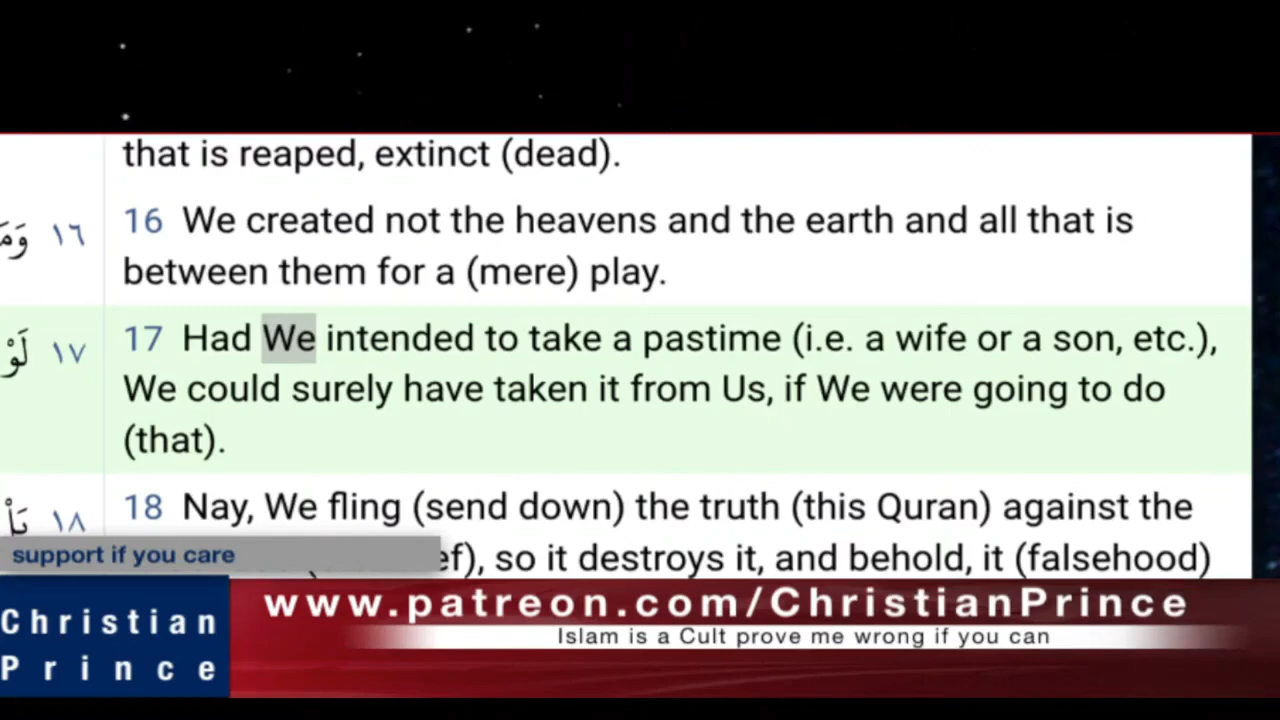 that is reaped, extinct (dead).
١٦ 16 We created not the heavens and the earth and all that is
between them for a (mere) play.
١٧ 17 Had We intended to take a pastime (i.e. a wife or a son, etc.),
لَوْ
We could surely have taken it from Us, if We were going to do
(that).
١٨ 18 Nay, We fling (send down) the truth (this Quran) against the
support if you care
ef), so it destroys it, and behold, it (falsehood)
www.patreon.com/ChristianPrince
Islam is a Cult prove me wrong if you can
Christian
Prince